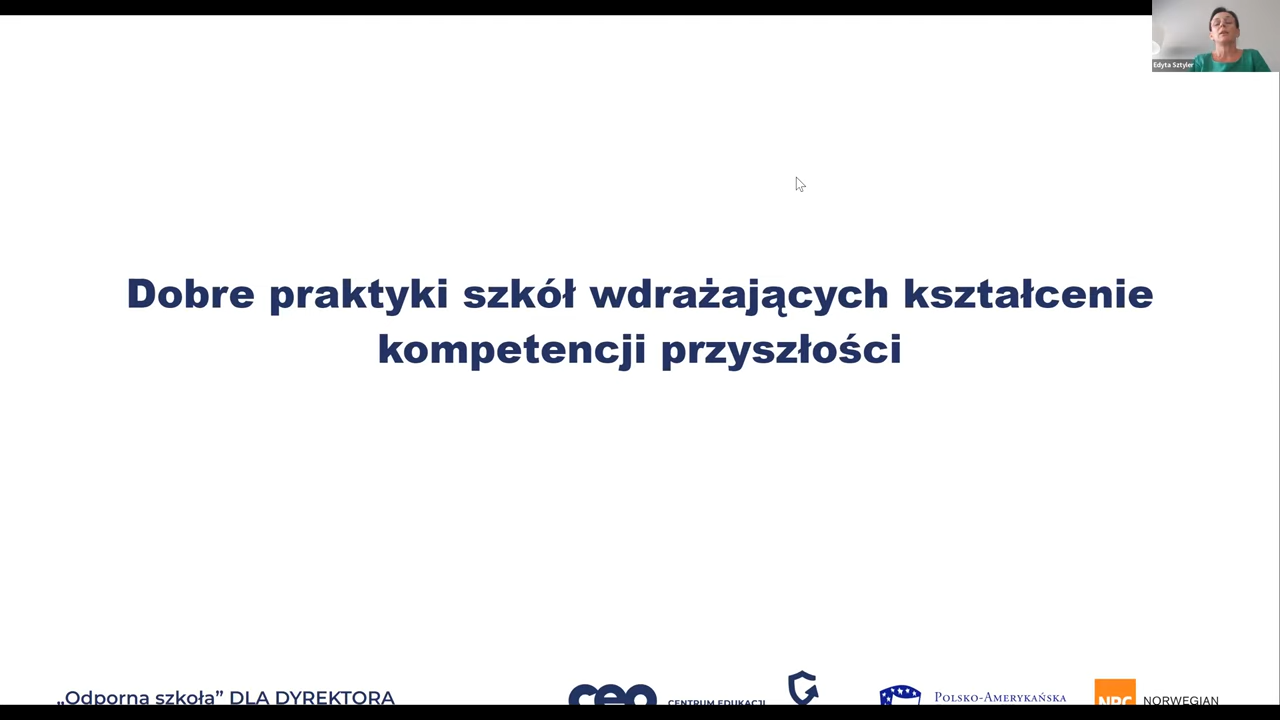 Edyta Sztyler
Dobre praktyki szkół wdrażających kształcenie
kompetencji przyszłości
„Odporna szkoła” DLA DYREKTORA
ceo
CENTRUM EDUKACJI
POLSKO-AMERYKAŃSKA
NRC
NORWEGIAN